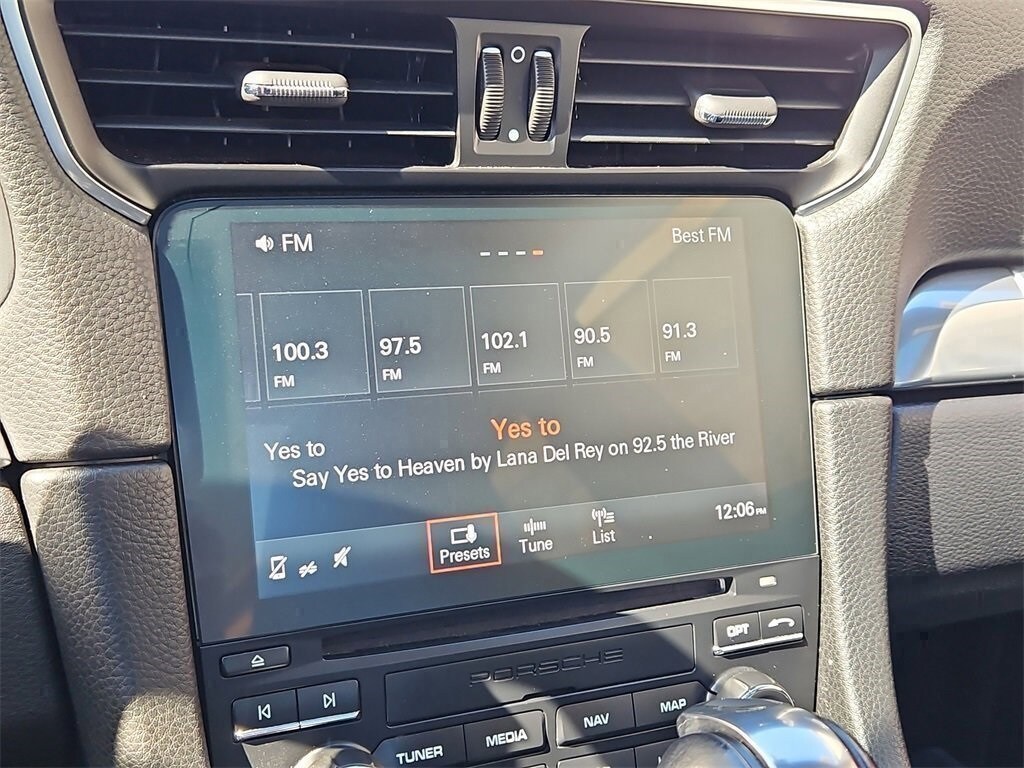 FM
Best FM
100.3
FM
97.5
FM
102.1
FM
90.5
FM
91.3
FM
Yes to
Yes to
Say Yes to Heaven by Lana Del Rey on 92.5 the River
Presets
Tune
List
12:06 PM
OPT
PORSCHE
TUNER
MEDIA
NAV
MAP